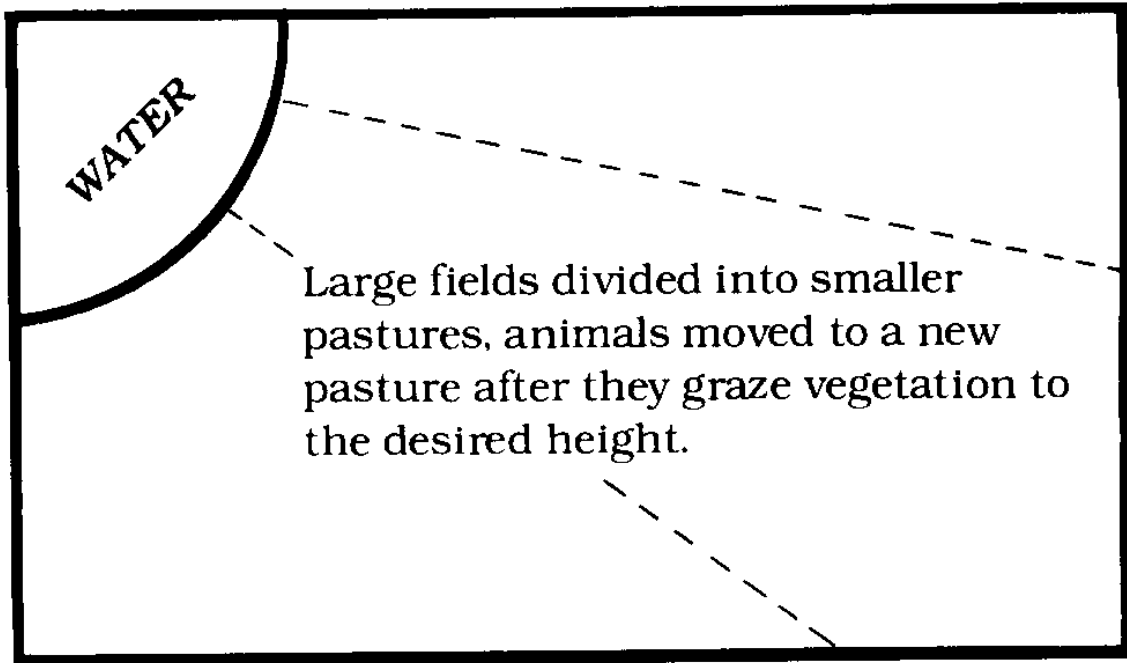 WATER
Large fields divided into smaller
pastures, animals moved to a new
pasture after they graze vegetation to
the desired height.